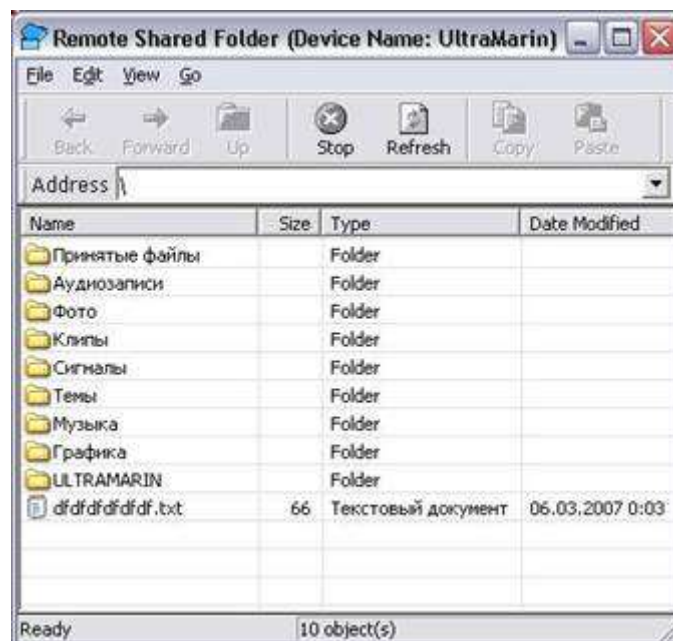 Remote Shared Folder (Device Name: UltraMarin)
File Edit View Go
Back Forward Up Stop Refresh Copy Paste
Address \
Name Size Type Date Modified
Принятые файлы Folder
Аудиозаписи Folder
Фото Folder
Клипы Folder
Сигналы Folder
Темы Folder
Музыка Folder
Графика Folder
ULTRAMARIN Folder
dfdfdfdfdfdf.txt 66 Текстовый документ 06.03.2007 0:03
Ready 10 object(s)